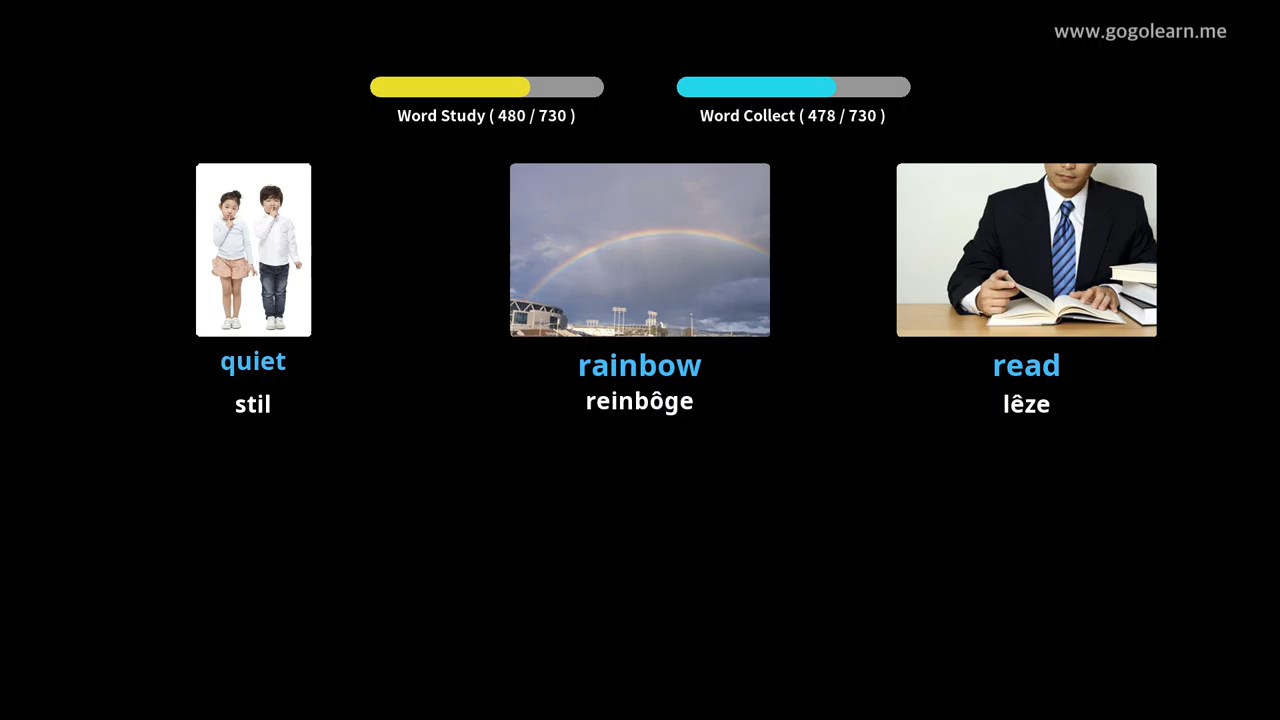 www.gogolearn.me
Word Study ( 480 / 730 )
Word Collect ( 478 / 730 )
quiet
stil
rainbow
reinbôge
read
lêze